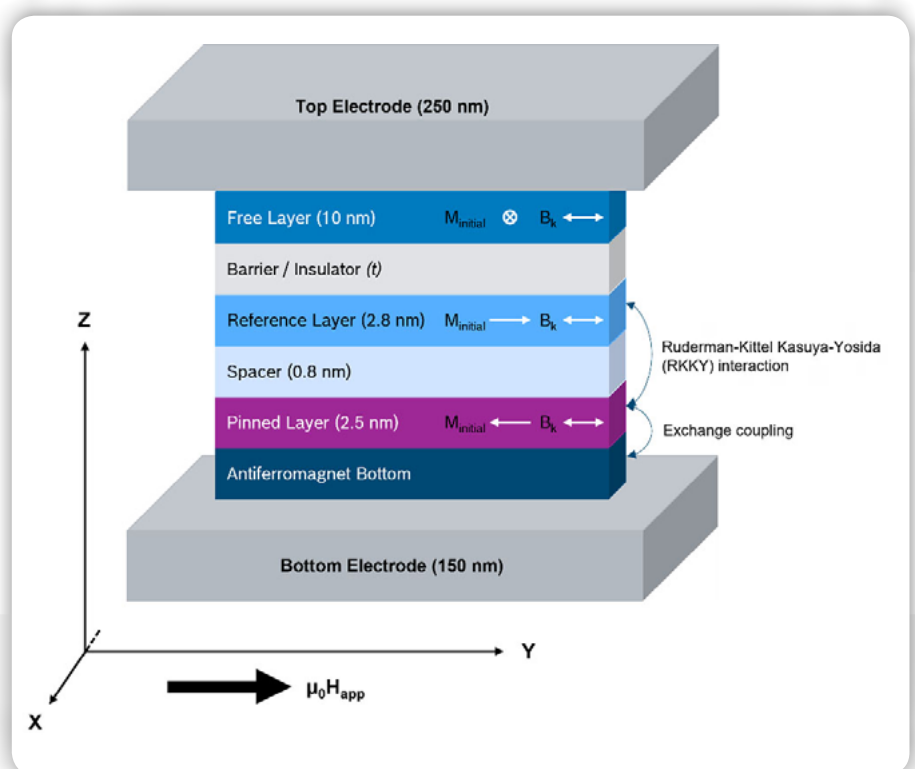 Top Electrode (250 nm)
Free Layer (10 nm) M_initial ⊗ B_k
Barrier / Insulator (t)
Reference Layer (2.8 nm) M_initial B_k
Spacer (0.8 nm)
Pinned Layer (2.5 nm) M_initial B_k
Antiferromagnet Bottom
Bottom Electrode (150 nm)
Ruderman-Kittel Kasuya-Yosida
(RKKY) interaction
Exchange coupling
Z
Y
X
μ₀H_app